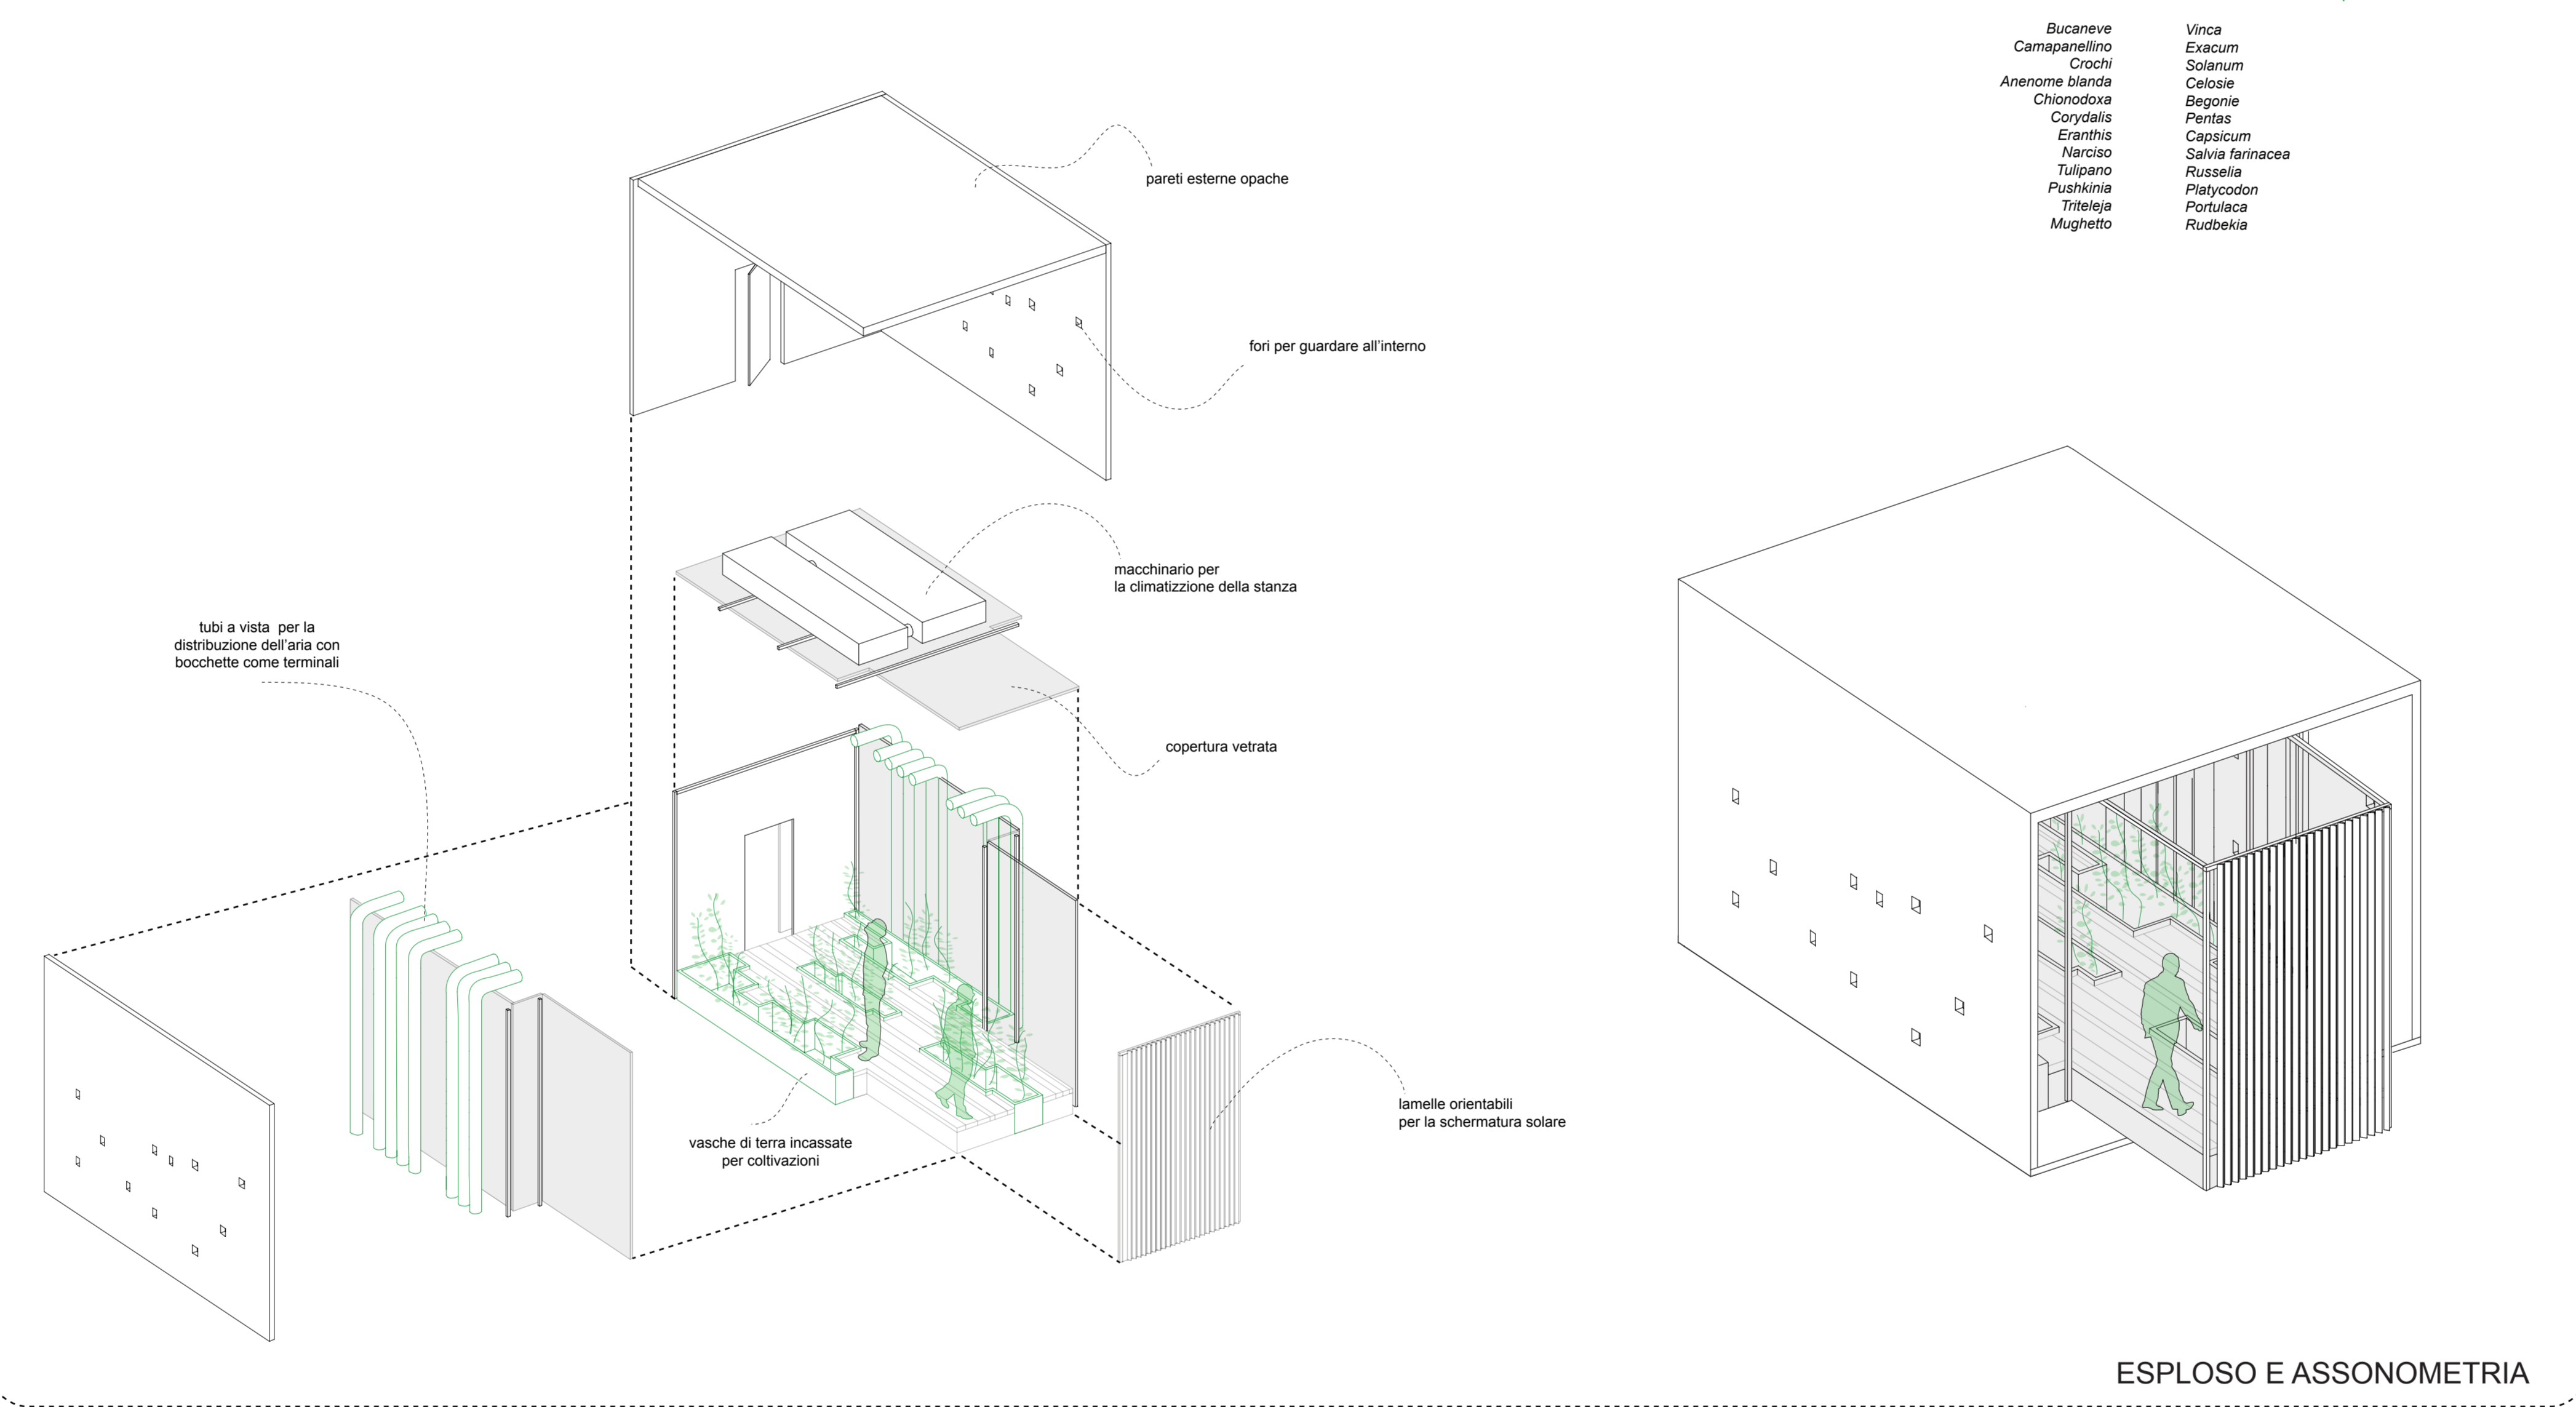 Bucaneve
Camapanellino
Crochi
Anenome blanda
Chionodoxa
Corydalis
Eranthis
Narciso
Tulipano
Pushkinia
Triteleja
Mughetto
Vinca
Exacum
Solanum
Celosie
Begonie
Pentas
Capsicum
Salvia farinacea
Russelia
Platycodon
Portulaca
Rudbekia
pareti esterne opache
fori per guardare all'interno
macchinario per
la climatizzione della stanza
tubi a vista per la
distribuzione dell'aria con
bocchette come terminali
copertura vetrata
lamelle orientabili
per la schermatura solare
vasche di terra incassate
per coltivazioni
ESPLOSO E ASSONOMETRIA